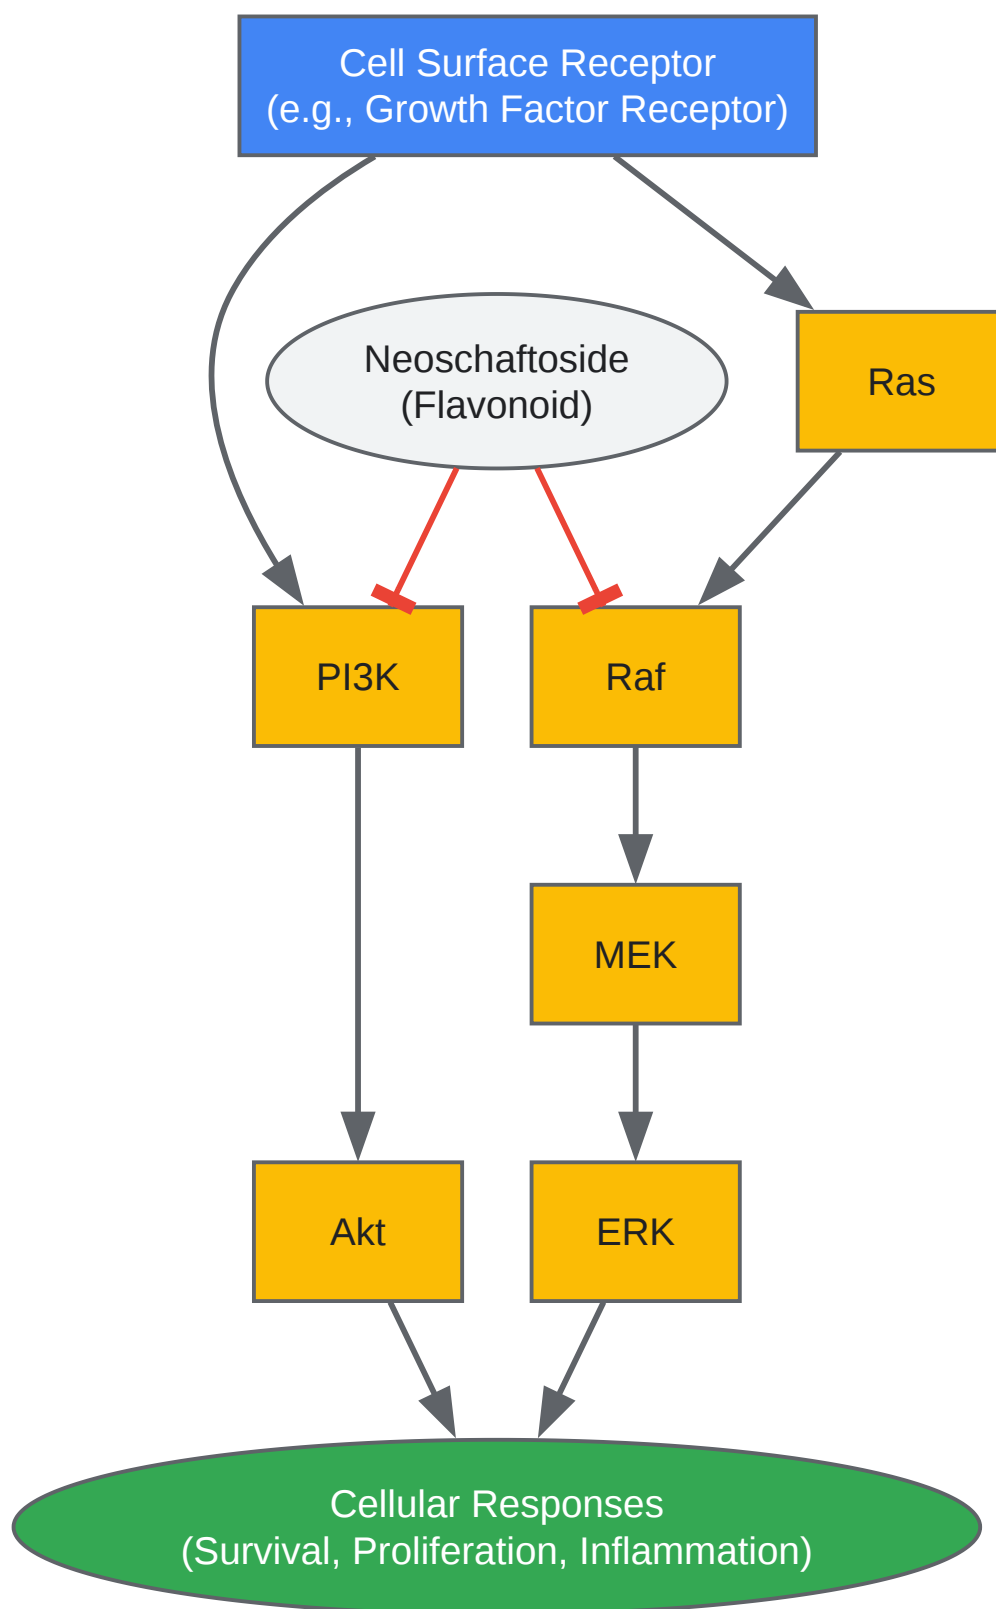 Cell Surface Receptor
(e.g., Growth Factor Receptor)
Neoschaftoside
(Flavonoid)
Ras
PI3K
Raf
MEK
Akt
ERK
Cellular Responses
(Survival, Proliferation, Inflammation)